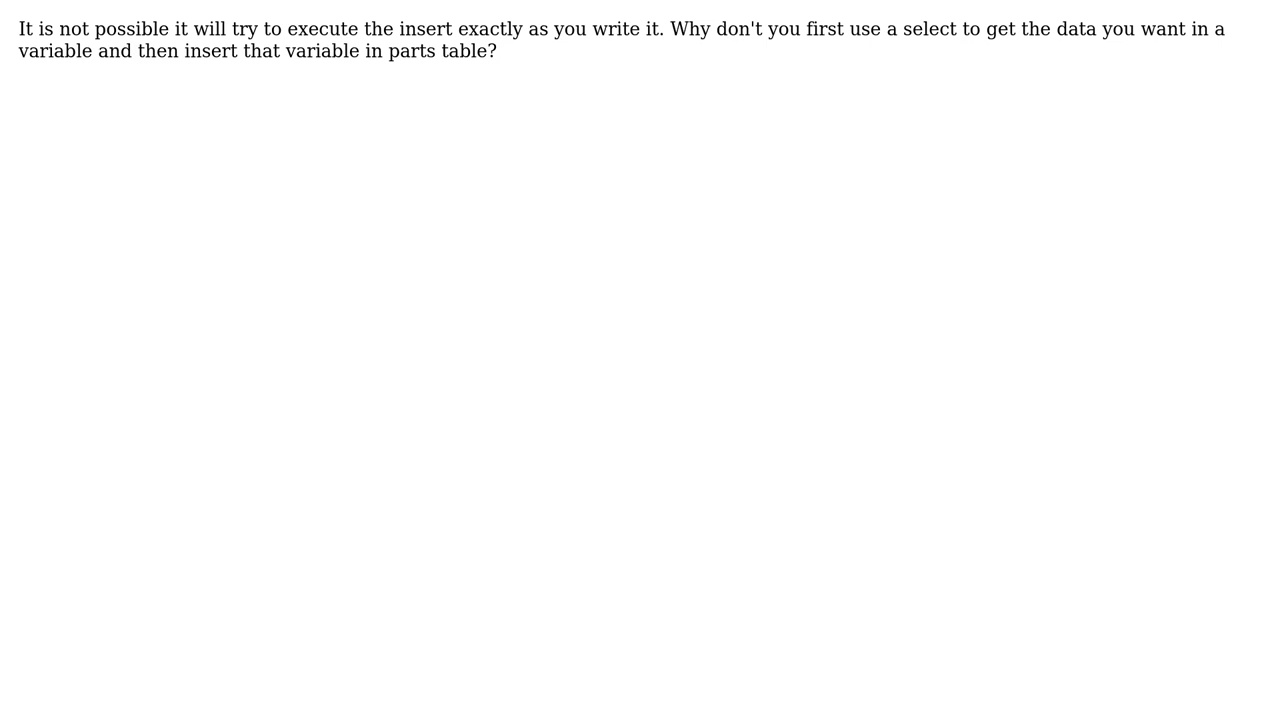 It is not possible it will try to execute the insert exactly as you write it. Why don't you first use a select to get the data you want in a
variable and then insert that variable in parts table?